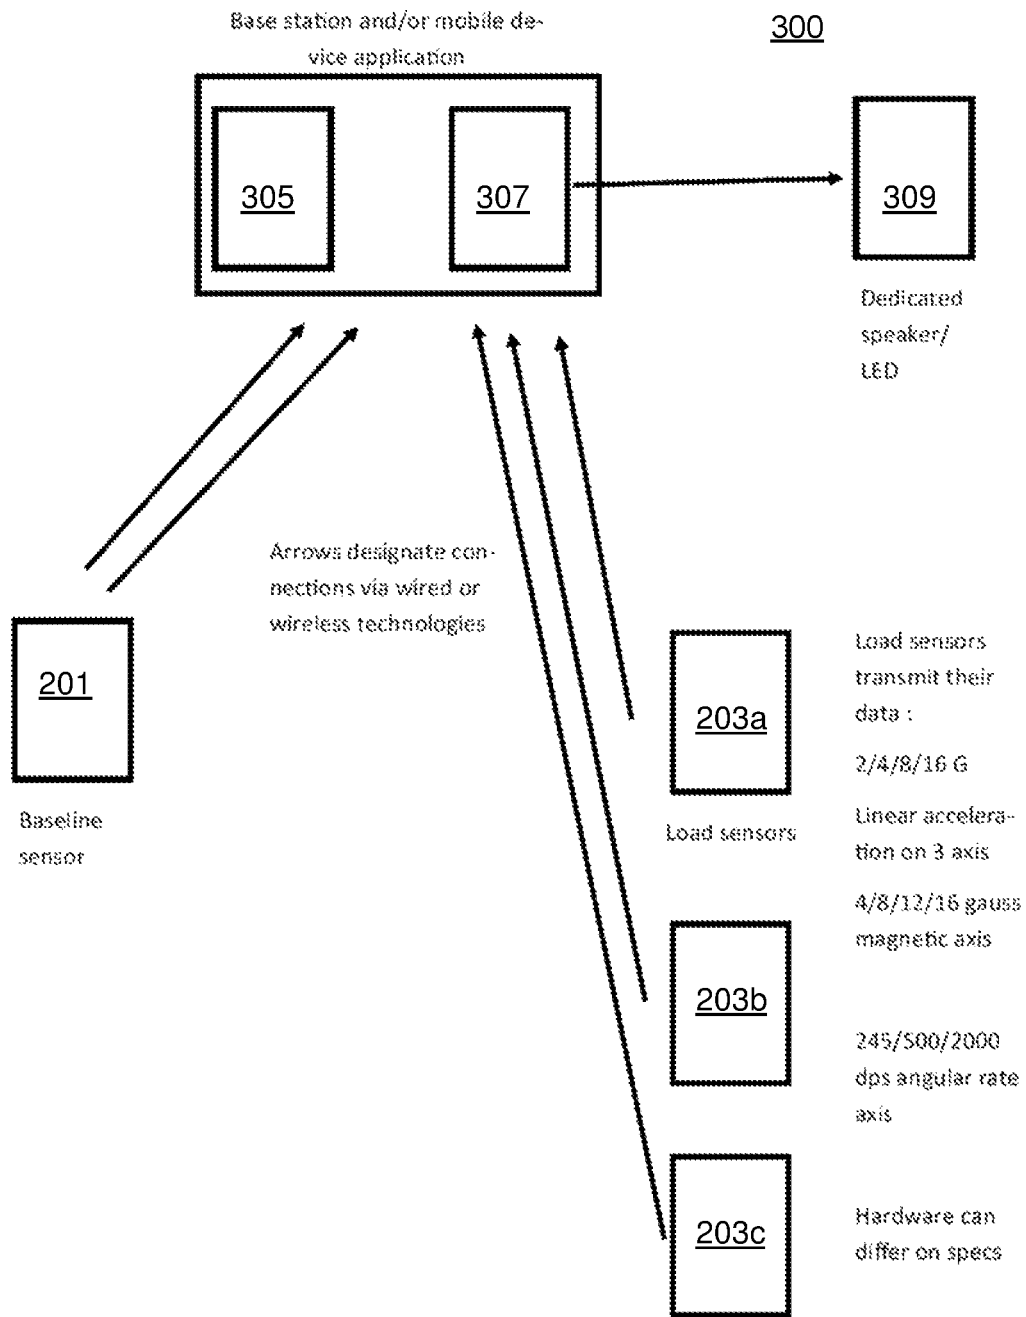 Base station and/or mobile de-
vice application
300
305
307
309
Dedicated
speaker/
LED
Arrows designate con-
nections via wired or
wireless technologies
201
Baseline
sensor
203a
Load sensors
Load sensors
transmit their
data :
2/4/8/16 G
Linear accelera-
tion on 3 axis
4/8/12/16 gauss
magnetic axis
203b
245/500/2000
dps angular rate
axis
203c
Hardware can
differ on specs